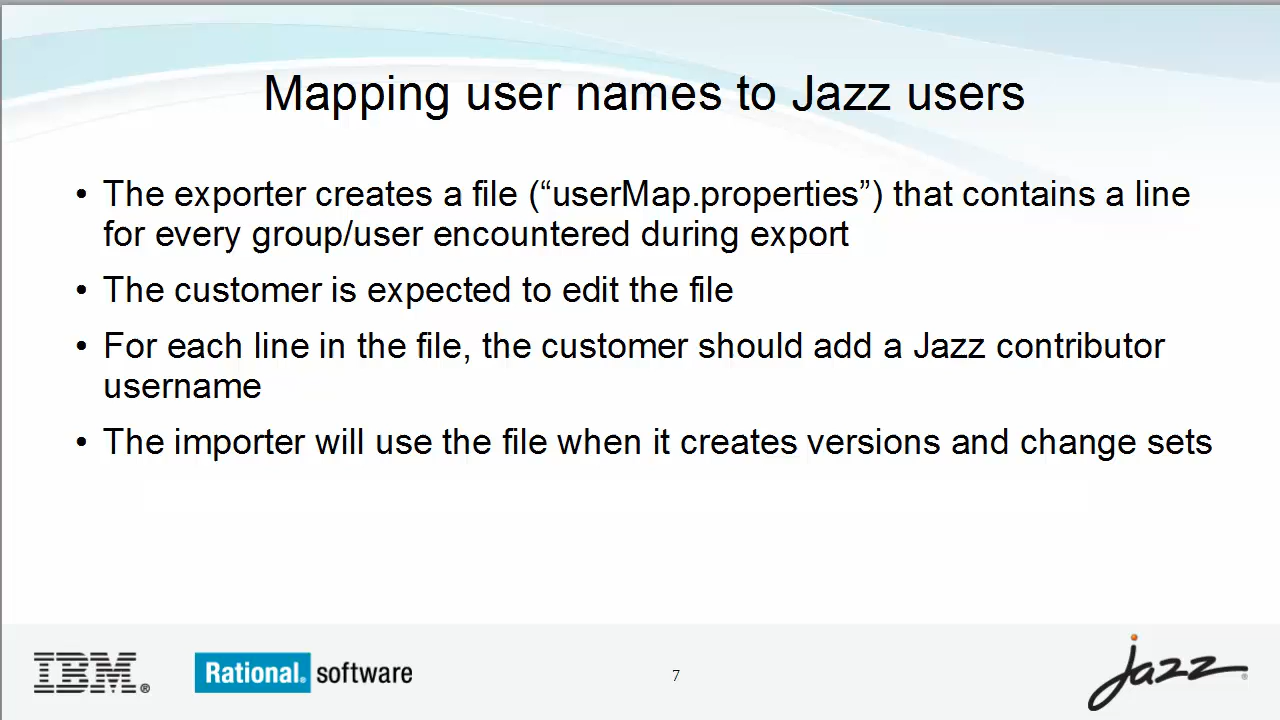 Mapping user names to Jazz users
• The exporter creates a file (“userMap.properties”) that contains a line
for every group/user encountered during export
• The customer is expected to edit the file
• For each line in the file, the customer should add a Jazz contributor
username
• The importer will use the file when it creates versions and change sets
IBM®
Rational® software
7
jazz®